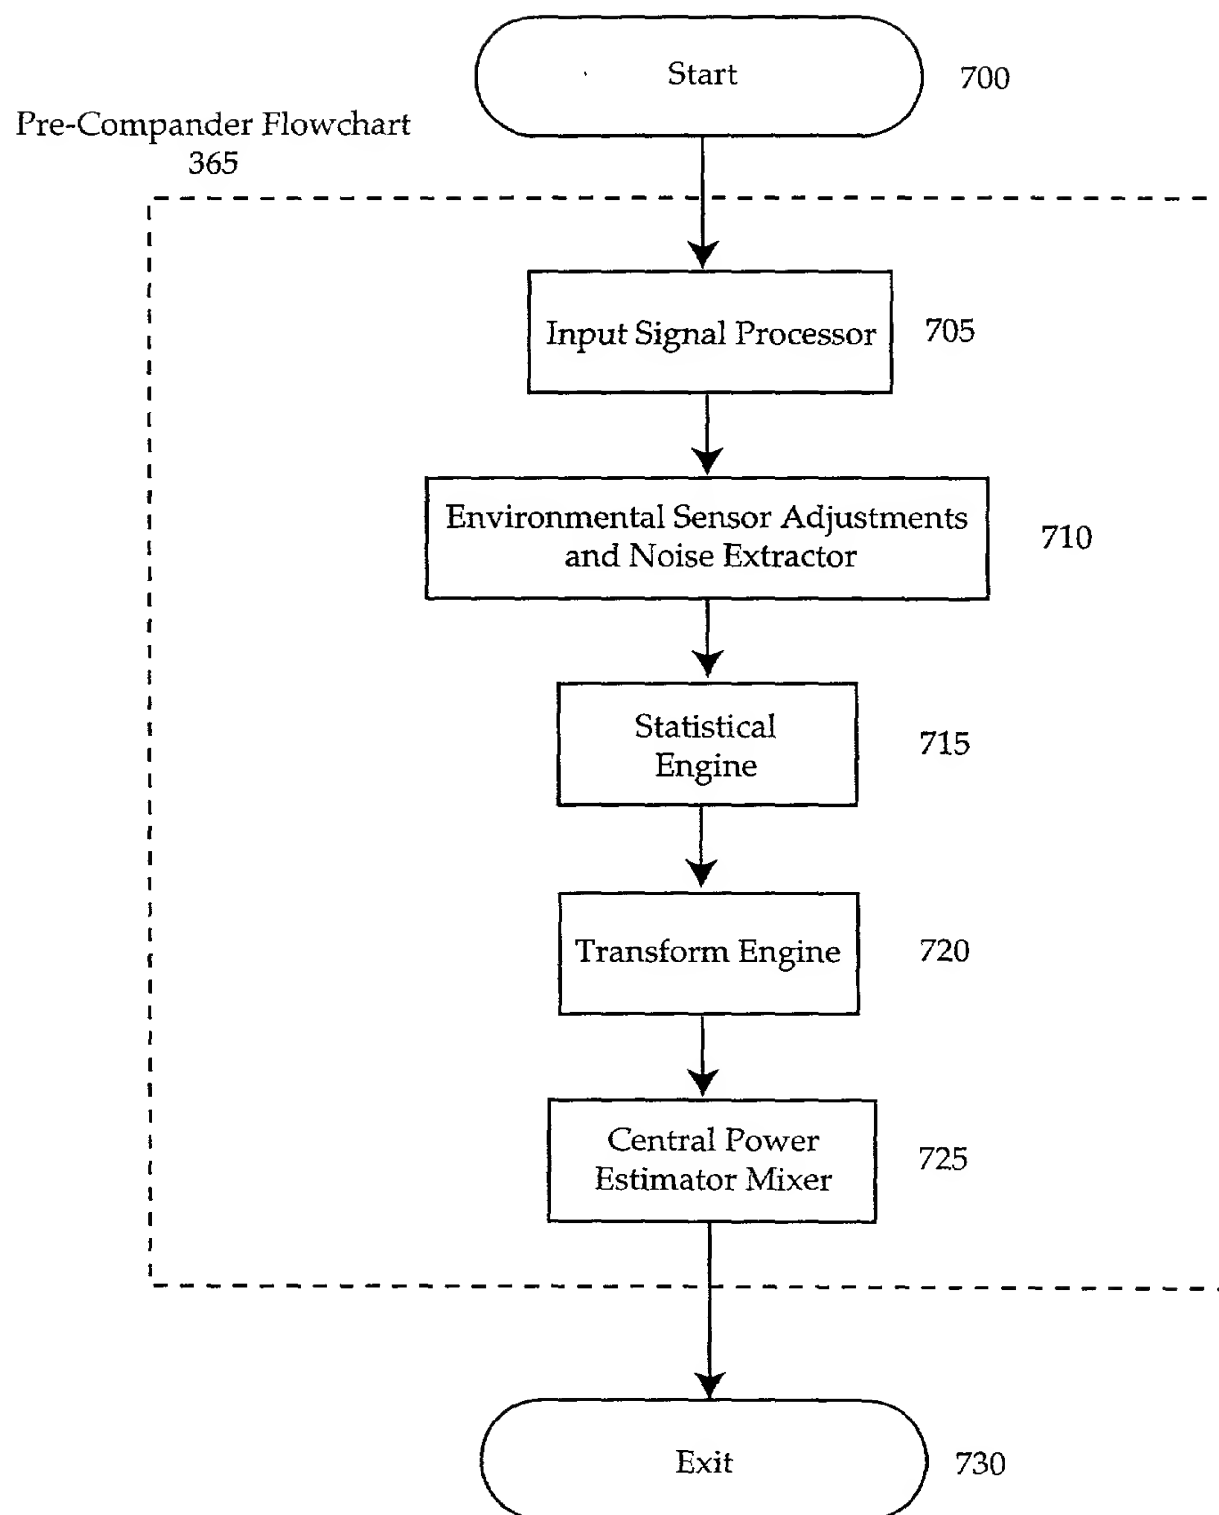 Start
700
Pre-Compander Flowchart
365
Input Signal Processor
705
Environmental Sensor Adjustments
and Noise Extractor
710
Statistical
Engine
715
Transform Engine
720
Central Power
Estimator Mixer
725
Exit
730